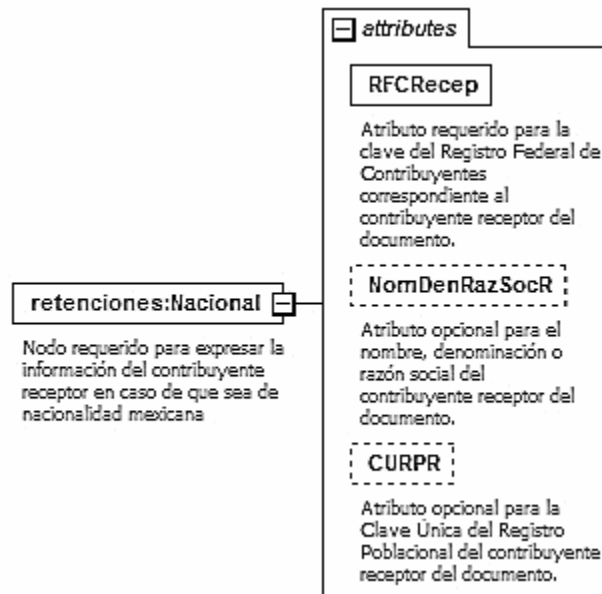 attributes
RFCRecep
Atributo requerido para la
clave del Registro Federal de
Contribuyentes
correspondiente al
contribuyente receptor del
documento.
retenciones:Nacional
Nodo requerido para expresar la
información del contribuyente
receptor en caso de que sea de
nacionalidad mexicana
NomDenRazSocR
Atributo opcional para el
nombre, denominación o
razón social del
contribuyente receptor del
documento.
CURPR
Atributo opcional para la
Clave Única del Registro
Poblacional del contribuyente
receptor del documento.